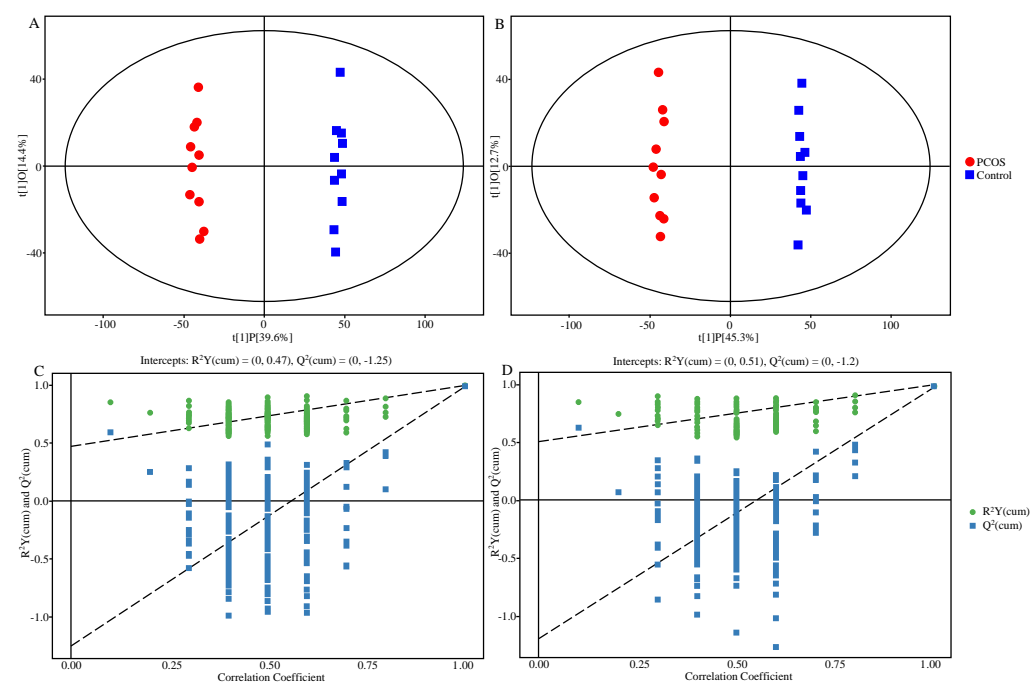 A
B
t[1]O[14.4%]
40
0
-40
-100
-50
0
50
100
t[1]P[39.6%]
t[1]O[12.7%]
40
0
-40
-100
-50
0
50
100
t[1]P[45.3%]
PCOS
Control
Intercepts: R²Y(cum) = (0, 0.47), Q²(cum) = (0, -1.25)
C
R²Y(cum) and Q²(cum)
1.0
0.5
0.0
-0.5
-1.0
0.00
0.25
0.50
0.75
1.00
Correlation Coefficient
Intercepts: R²Y(cum) = (0, 0.51), Q²(cum) = (0, -1.2)
D
R²Y(cum) and Q²(cum)
1.0
0.5
0.0
-0.5
-1.0
0.00
0.25
0.50
0.75
1.00
Correlation Coefficient
R²Y(cum)
Q²(cum)